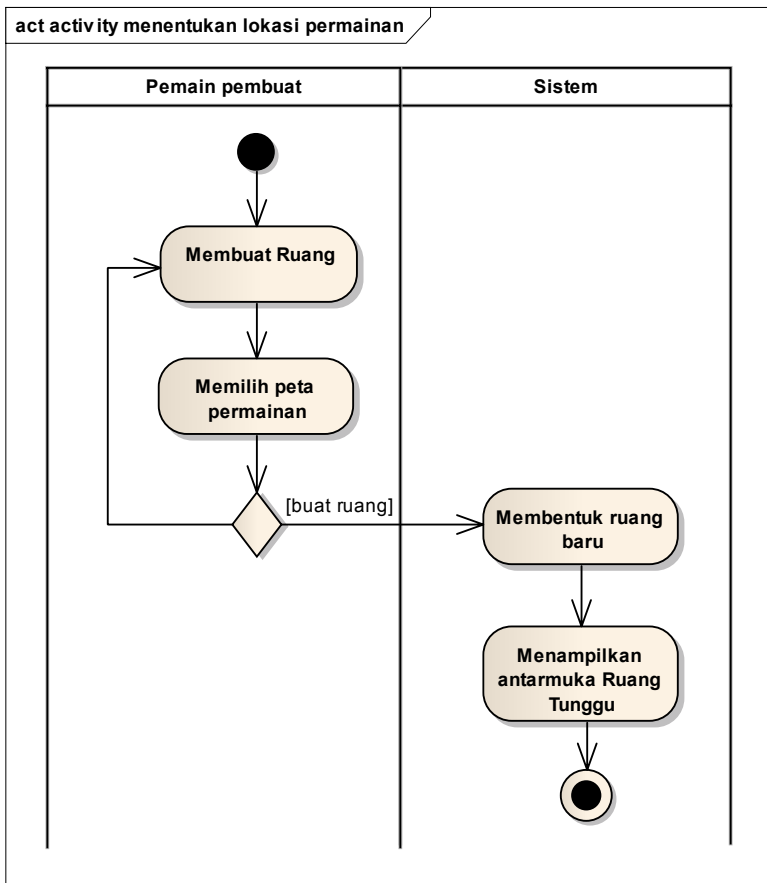 act activity menentukan lokasi permainan
Pemain pembuat
Sistem
Membuat Ruang
Memilih peta
permainan
[buat ruang]
Membentuk ruang
baru
Menampilkan
antarmuka Ruang
Tunggu